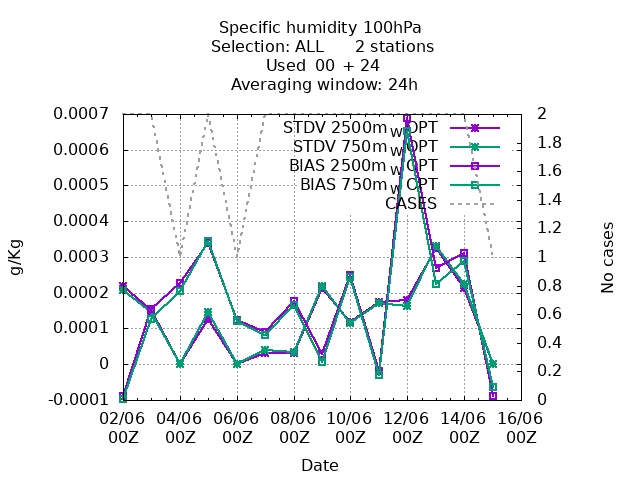 Specific humidity 100hPa
Selection: ALL 2 stations
Used 00 + 24
Averaging window: 24h
0.0007
0.0006
0.0005
0.0004
0.0003
0.0002
0.0001
0
-0.0001
g/Kg
STDV 2500m wOPT
STDV 750m wOPT
BIAS 2500m wOPT
BIAS 750m wOPT
CASES
2
1.8
1.6
1.4
1.2
1
0.8
0.6
0.4
0.2
0
No cases
02/06 04/06 06/06 08/06 10/06 12/06 14/06 16/06
00Z 00Z 00Z 00Z 00Z 00Z 00Z 00Z
Date